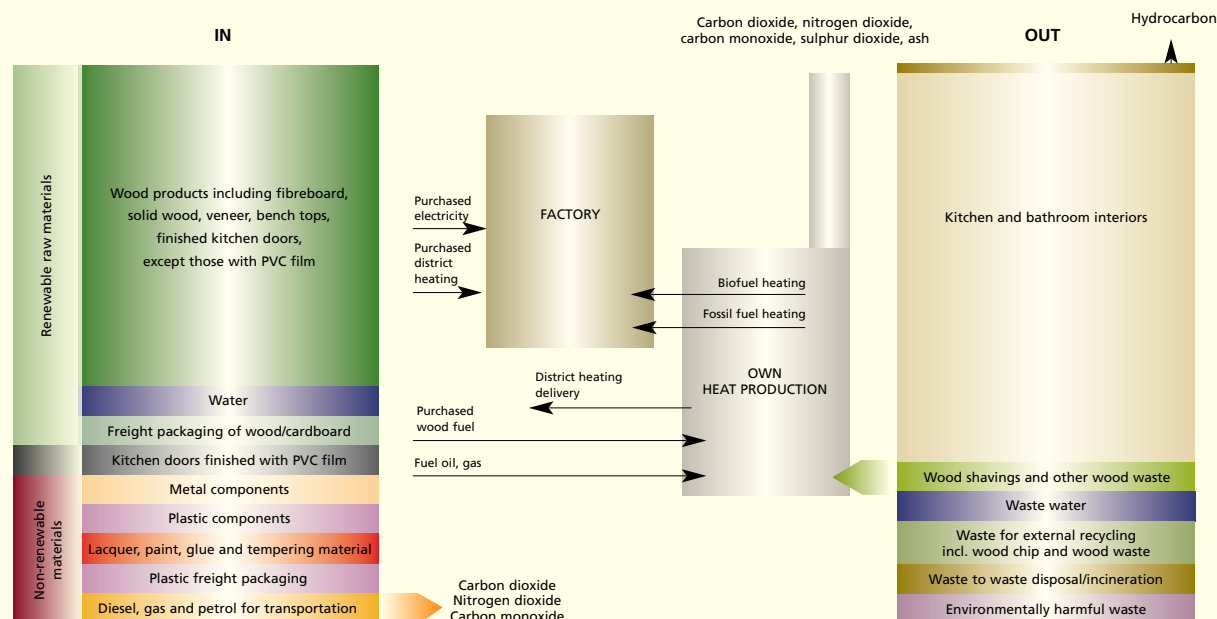 IN
Carbon dioxide, nitrogen dioxide,
carbon monoxide, sulphur dioxide, ash
OUT
Hydrocarbon
Renewable raw materials
Wood products including fibreboard,
solid wood, veneer, bench tops,
finished kitchen doors,
except those with PVC film
Water
Freight packaging of wood/cardboard
Kitchen doors finished with PVC film
Non-renewable
materials
Metal components
Plastic components
Lacquer, paint, glue and tempering material
Plastic freight packaging
Diesel, gas and petrol for transportation
Carbon dioxide
Nitrogen dioxide
Carbon monoxide
Purchased
electricity
Purchased
district
heating
FACTORY
Biofuel heating
Fossil fuel heating
OWN
HEAT PRODUCTION
District heating
delivery
Purchased
wood fuel
Fuel oil, gas
Kitchen and bathroom interiors
Wood shavings and other wood waste
Waste water
Waste for external recycling
incl. wood chip and wood waste
Waste to waste disposal/incineration
Environmentally harmful waste